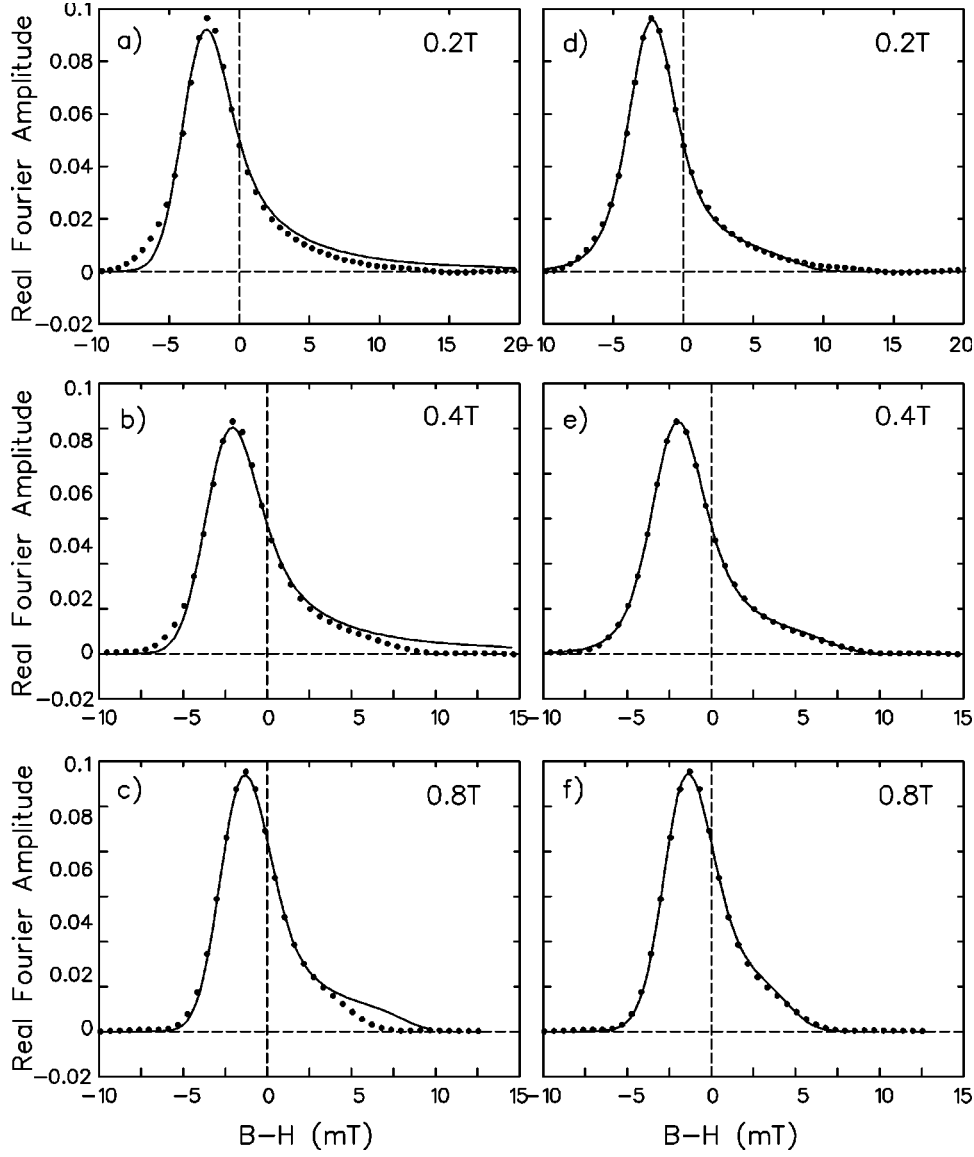 a) 0.2T
Real Fourier Amplitude
0.1
0.08
0.06
0.04
0.02
0
−0.02
−10 −5 0 5 10 15 20
d) 0.2T
−10 −5 0 5 10 15 20
b) 0.4T
Real Fourier Amplitude
0.1
0.08
0.06
0.04
0.02
0
−0.02
−10 −5 0 5 10 15
e) 0.4T
−10 −5 0 5 10 15
c) 0.8T
Real Fourier Amplitude
0.1
0.08
0.06
0.04
0.02
0
−0.02
−10 −5 0 5 10 15
B−H (mT)
f) 0.8T
−10 −5 0 5 10 15
B−H (mT)